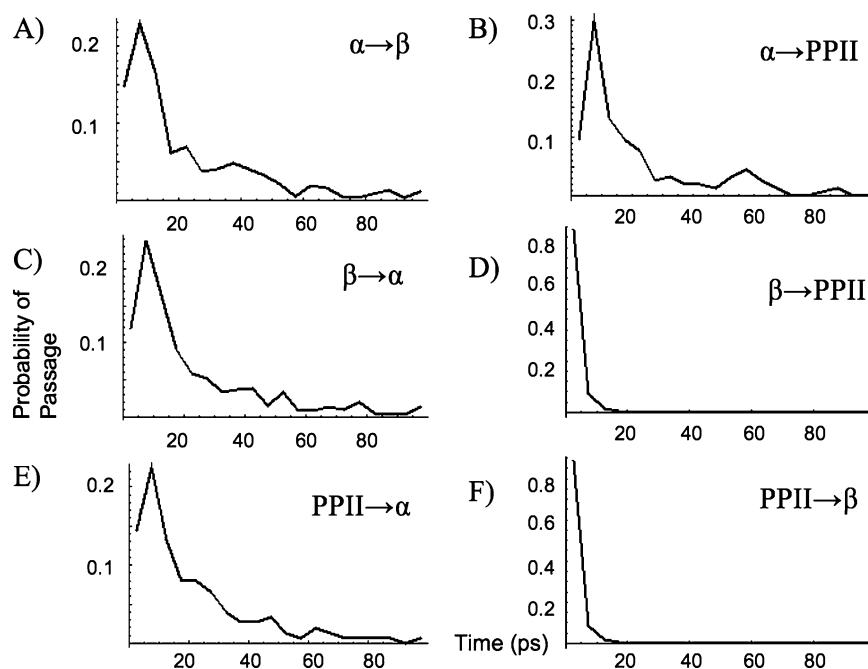 A)
α→β
0.2
0.1
20 40 60 80
B)
α→PPII
0.3
0.2
0.1
20 40 60 80
C)
β→α
0.2
0.1
20 40 60 80
D)
β→PPII
0.8
0.6
0.4
0.2
20 40 60 80
Probability of
Passage
E)
PPII→α
0.2
0.1
20 40 60 80
F)
PPII→β
0.8
0.6
0.4
0.2
Time (ps)
20 40 60 80